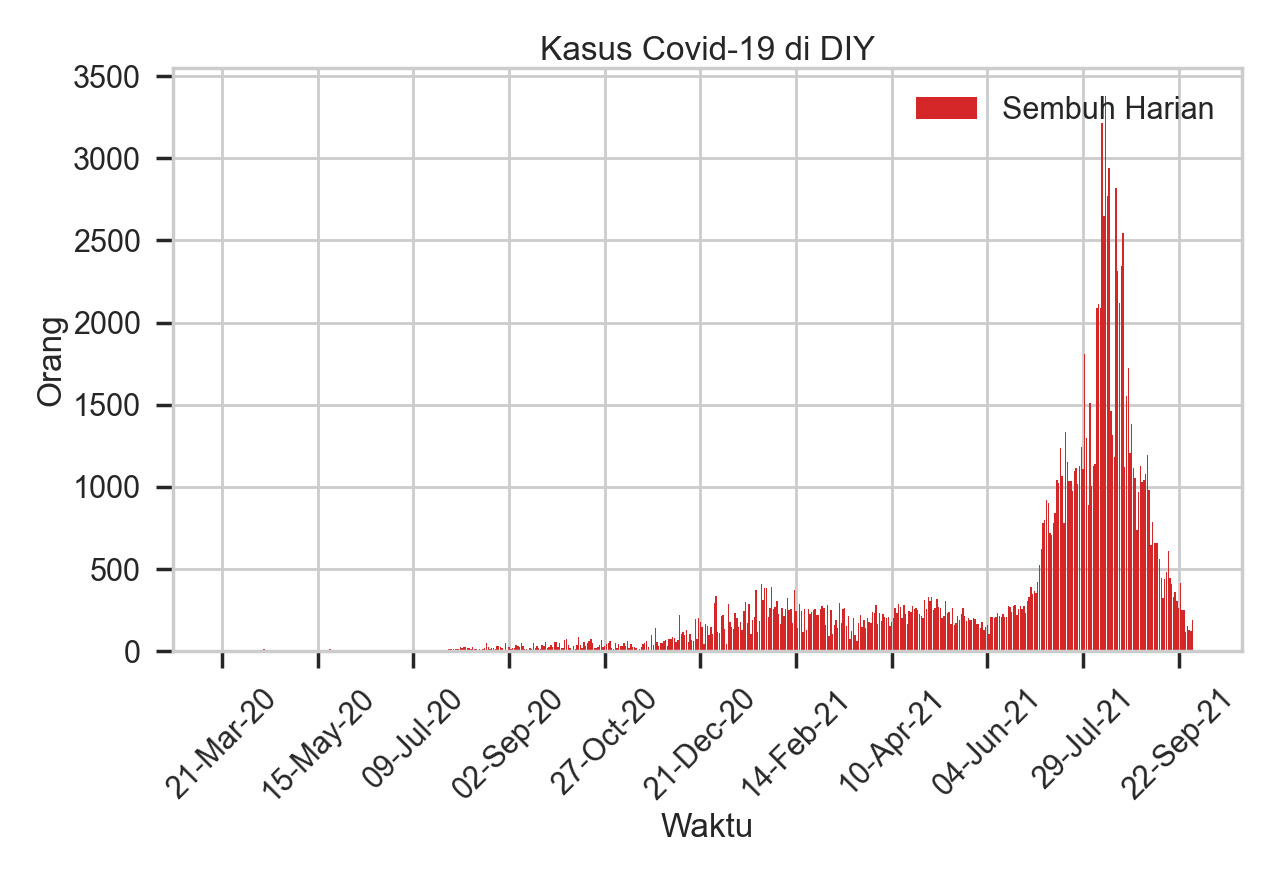 Kasus Covid-19 di DIY
Sembuh Harian
3500
3000
2500
2000
1500
1000
500
0
Orang
21-Mar-20
15-May-20
09-Jul-20
02-Sep-20
27-Oct-20
21-Dec-20
14-Feb-21
10-Apr-21
04-Jun-21
29-Jul-21
22-Sep-21
Waktu